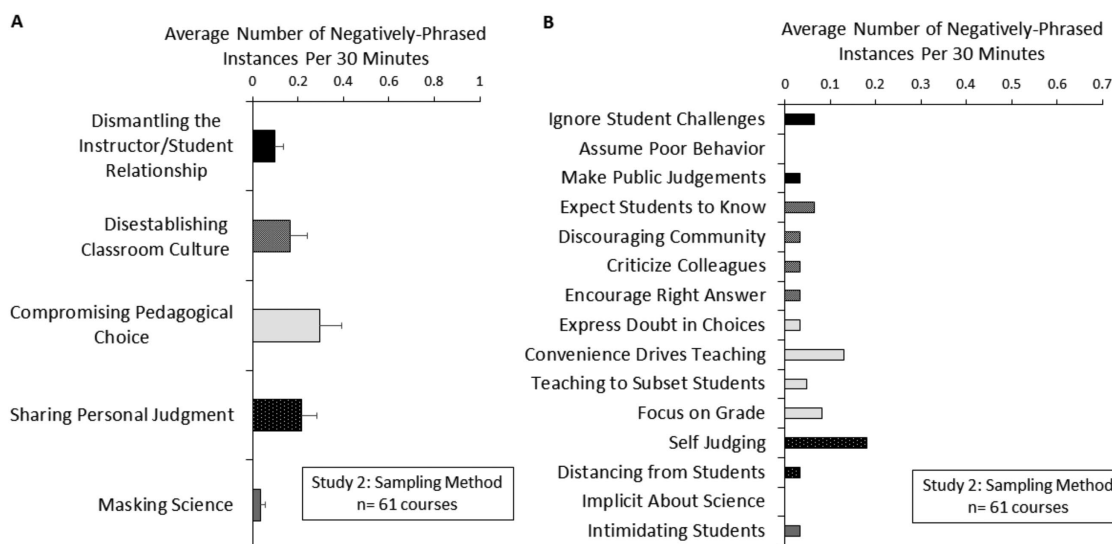 A
Average Number of Negatively-Phrased
Instances Per 30 Minutes
0 0.2 0.4 0.6 0.8 1
Dismantling the
Instructor/Student
Relationship
Disestablishing
Classroom Culture
Compromising Pedagogical
Choice
Sharing Personal Judgment
Masking Science
Study 2: Sampling Method
n= 61 courses
B
Average Number of Negatively-Phrased
Instances Per 30 Minutes
0 0.1 0.2 0.3 0.4 0.5 0.6 0.7
Ignore Student Challenges
Assume Poor Behavior
Make Public Judgements
Expect Students to Know
Discouraging Community
Criticize Colleagues
Encourage Right Answer
Express Doubt in Choices
Convenience Drives Teaching
Teaching to Subset Students
Focus on Grade
Self Judging
Distancing from Students
Implicit About Science
Intimidating Students
Study 2: Sampling Method
n= 61 courses